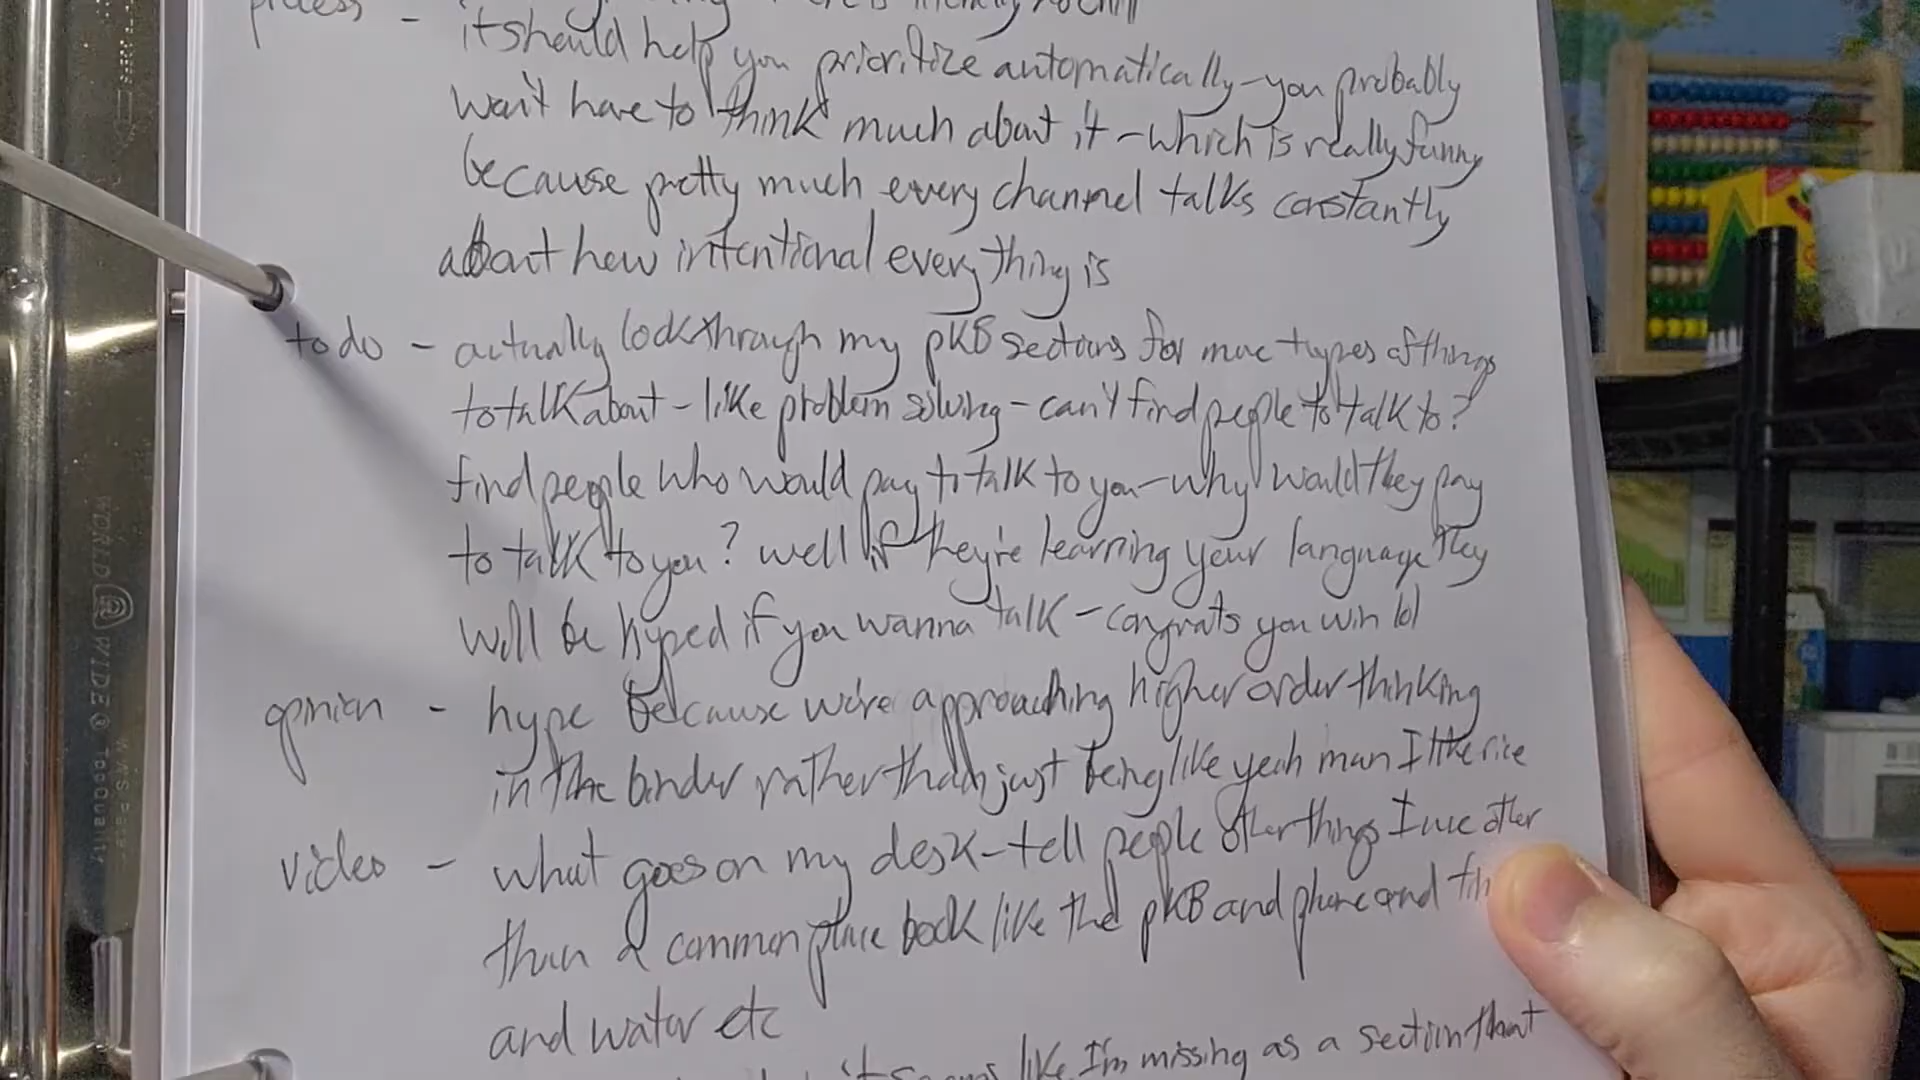 process -
it should help you prioritize automatically - you probably
won't have to think much about it - which is really funny
because pretty much every channel talks constantly
about how intentional everything is
todo - actually look through my pKB sections for more types of things
to talk about - like problem solving - can't find people to talk to?
find people who would pay to talk to you - why would they pay
to talk to you? well if they're learning your language they
will be hyped if you wanna talk - congrats you win lol
opinion - hype because we're approaching higher order thinking
in the binder rather than just being like yeah man I like rice
video - what goes on my desk - tell people other things I use other
than a common place book like the pKB and phone and
and water etc
like I'm missing as a section that
WORLD WIDE ® TopQuality